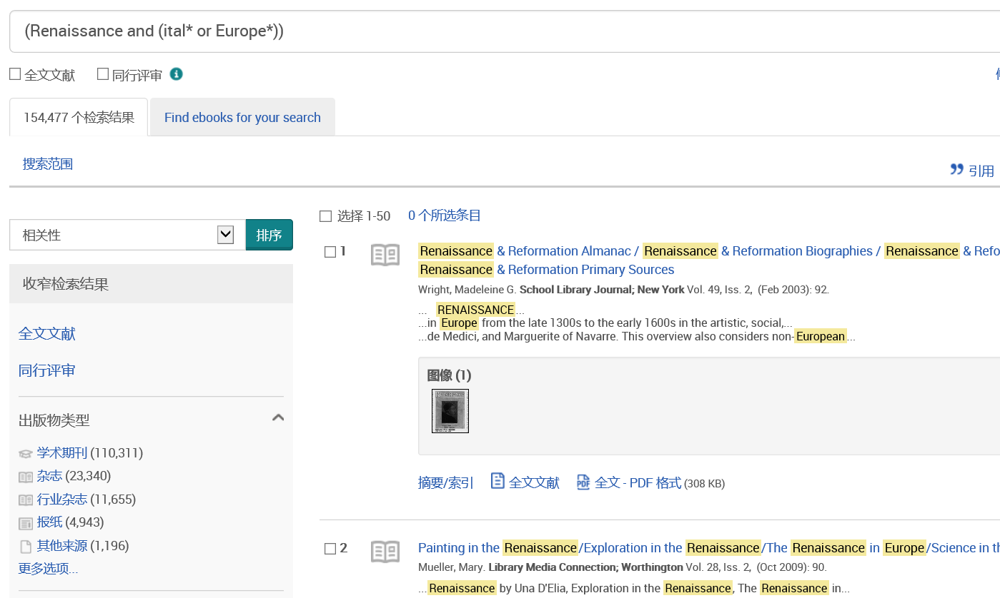 (Renaissance and (ital* or Europe*))
全文文献 同行评审
154,477 个检索结果 Find ebooks for your search
搜索范围
引用
相关性 排序
收窄检索结果
全文文献
同行评审
出版物类型
学术期刊 (110,311)
杂志 (23,340)
行业杂志 (11,655)
报纸 (4,943)
其他来源 (1,196)
更多选项...
选择 1-50 0 个所选条目
1
Renaissance & Reformation Almanac / Renaissance & Reformation Biographies / Renaissance & Refo
Renaissance & Reformation Primary Sources
Wright, Madeleine G. School Library Journal; New York Vol. 49, Iss. 2, (Feb 2003): 92.
... RENAISSANCE...
...in Europe from the late 1300s to the early 1600s in the artistic, social,...
...de Medici, and Marguerite of Navarre. This overview also considers non-European...
图像 (1)
摘要/索引 全文文献 全文 - PDF 格式 (308 KB)
2
Painting in the Renaissance/Exploration in the Renaissance/The Renaissance in Europe/Science in th
Mueller, Mary. Library Media Connection; Worthington Vol. 28, Iss. 2, (Oct 2009): 90.
...Renaissance by Una D'Elia, Exploration in the Renaissance, The Renaissance in...